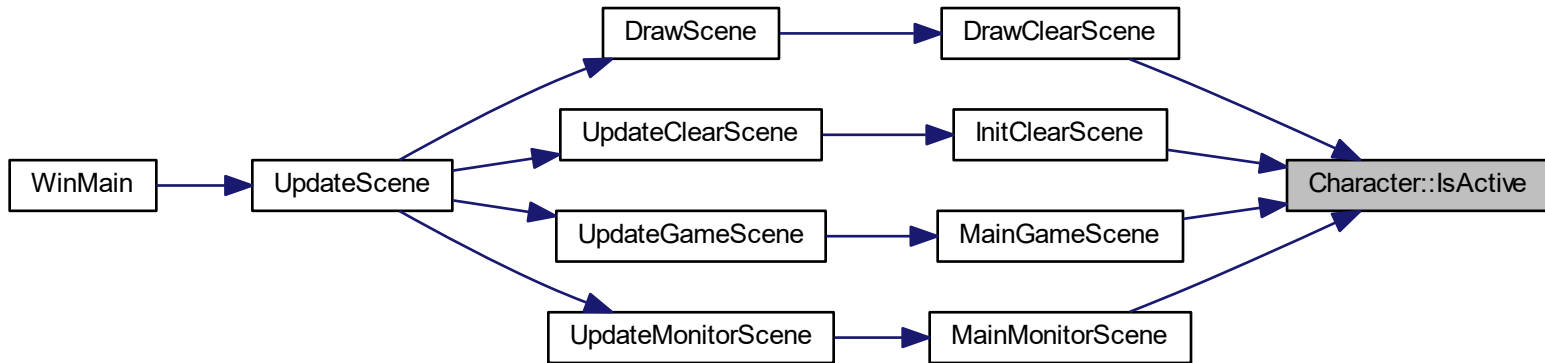 DrawScene
DrawClearScene
UpdateClearScene
InitClearScene
WinMain
UpdateScene
Character::IsActive
UpdateGameScene
MainGameScene
UpdateMonitorScene
MainMonitorScene